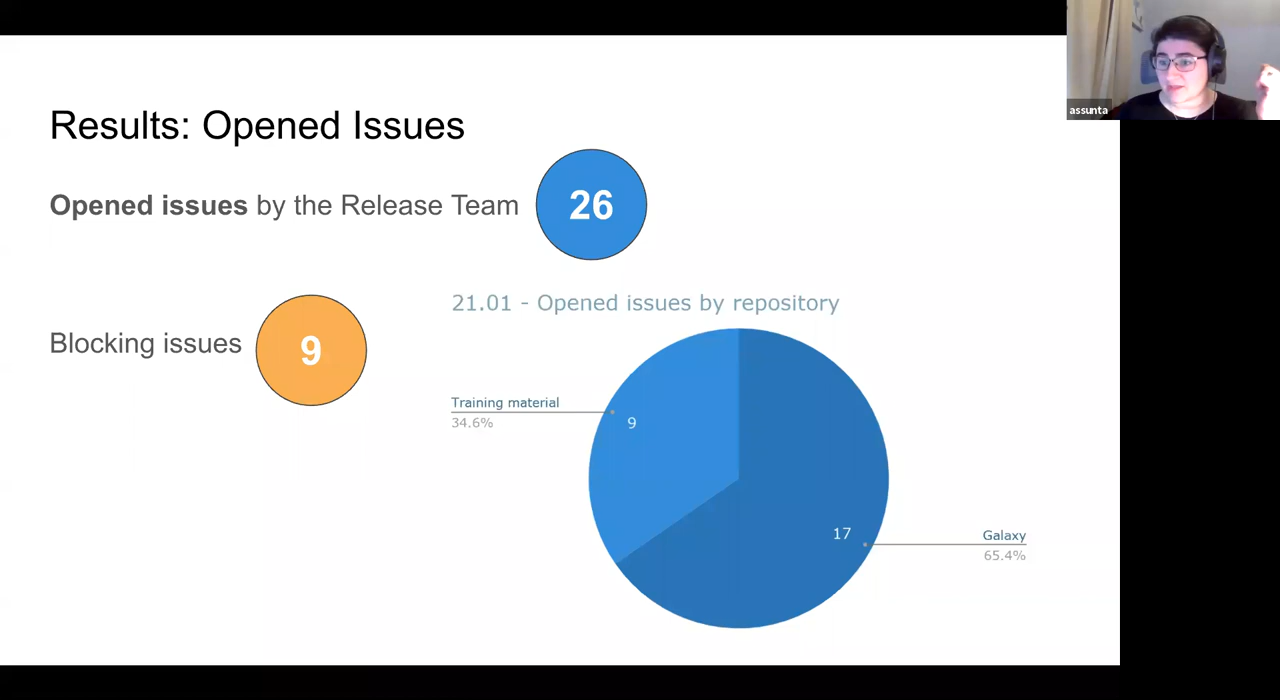 assunta
Results: Opened Issues
Opened issues by the Release Team
26
Blocking issues
9
21.01 - Opened issues by repository
Training material
34.6%
9
17
Galaxy
65.4%